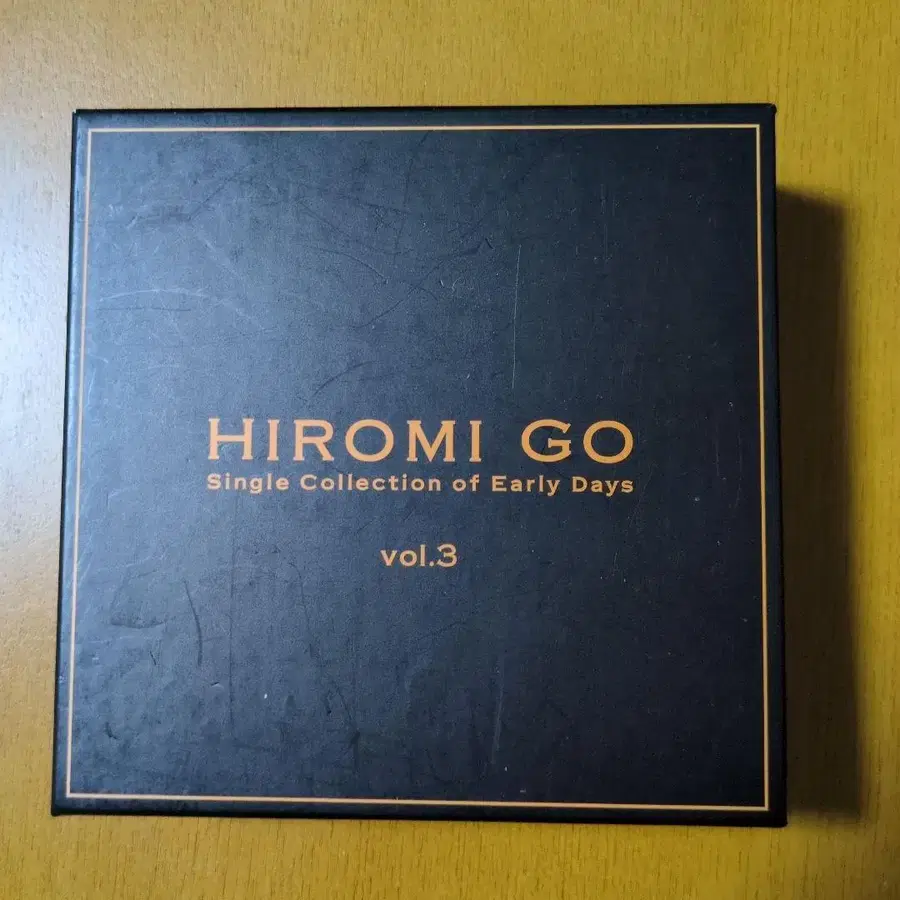 HIROMI GO
Single Collection of Early Days
vol.3